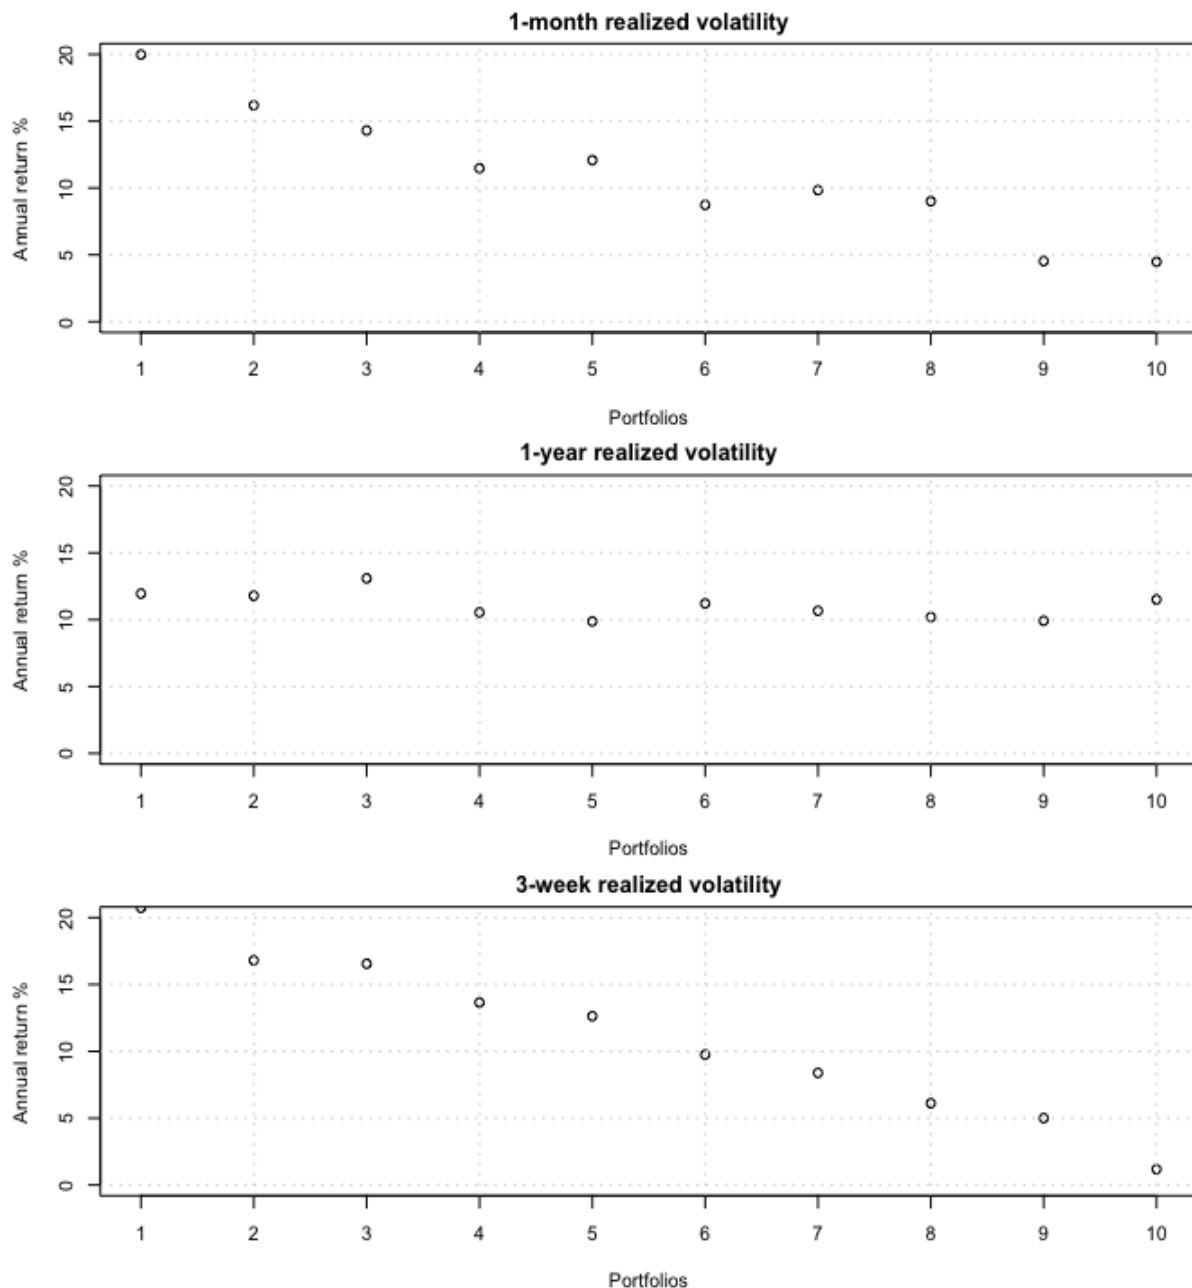 1-month realized volatility
Annual return %
20
15
10
5
0
1 2 3 4 5 6 7 8 9 10
Portfolios
1-year realized volatility
Annual return %
20
15
10
5
0
1 2 3 4 5 6 7 8 9 10
Portfolios
3-week realized volatility
Annual return %
20
15
10
5
0
1 2 3 4 5 6 7 8 9 10
Portfolios